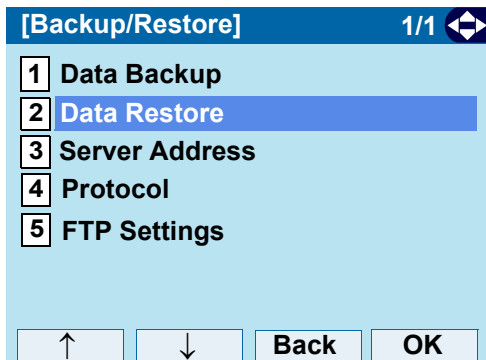 [Backup/Restore] 1/1
1 Data Backup
2 Data Restore
3 Server Address
4 Protocol
5 FTP Settings
↑ ↓ Back OK